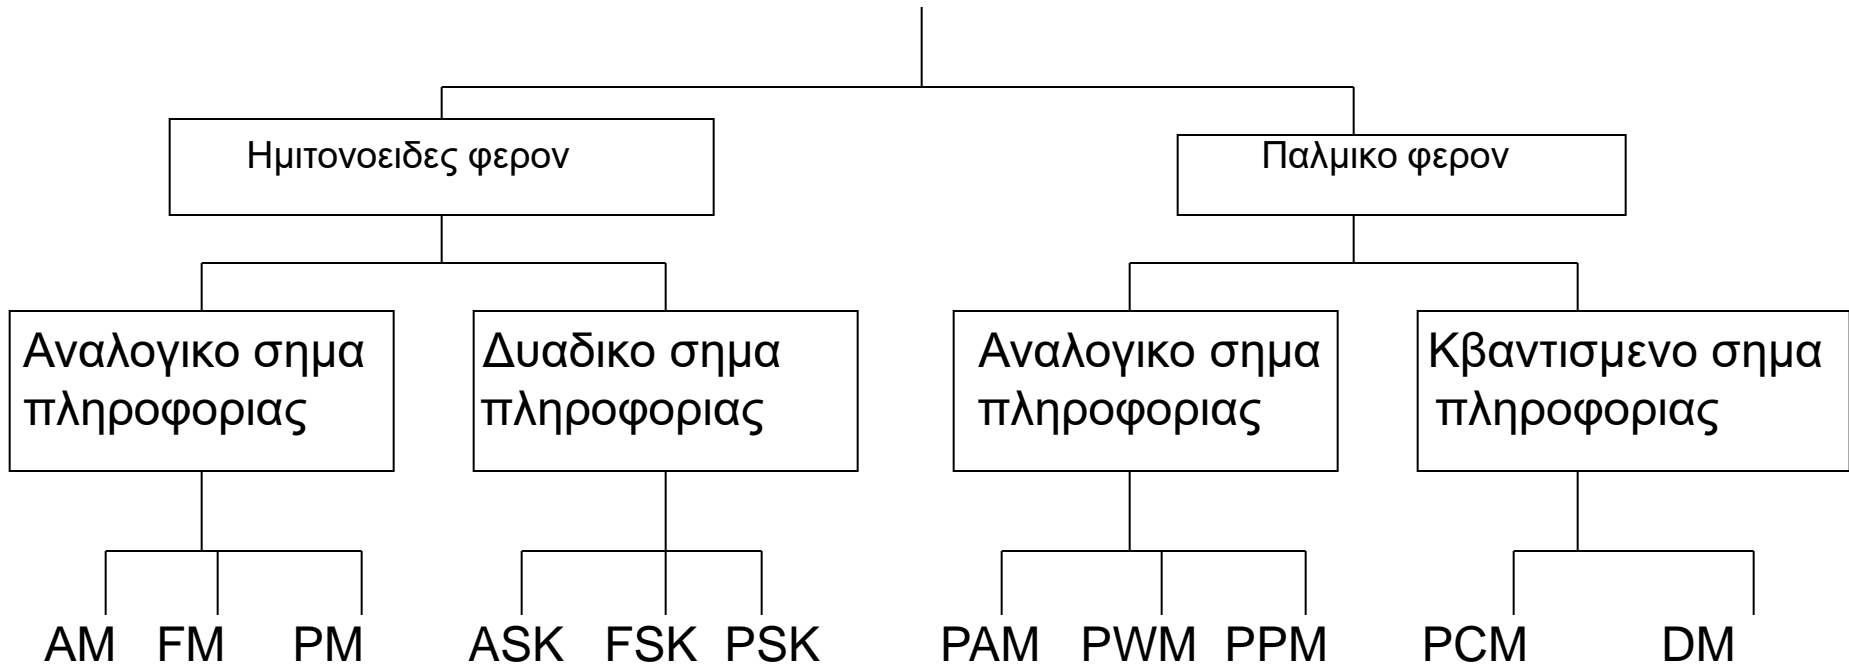 Ημιτονοειδες φερον
Παλμικο φερον
Αναλογικο σημα
πληροφοριας
Δυαδικο σημα
πληροφοριας
Αναλογικο σημα
πληροφοριας
Κβαντισμενο σημα
πληροφοριας
AM FM PM ASK FSK PSK PAM PWM PPM PCM DM